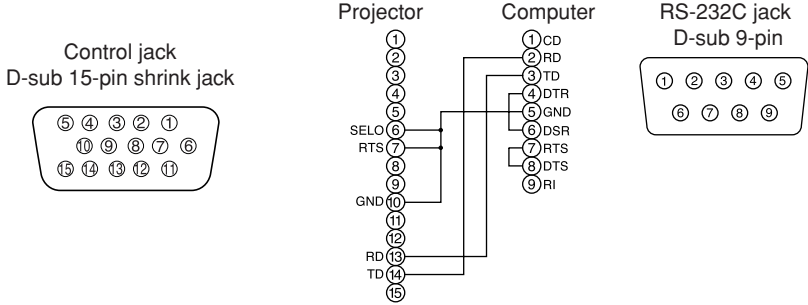 Control jack
D-sub 15-pin shrink jack
⑤ ④ ③ ② ①
⑩ ⑨ ⑧ ⑦ ⑥
⑮ ⑭ ⑬ ⑫ ⑪
Projector
①
②
③
④
⑤
SELO ⑥
RTS ⑦
⑧
⑨
GND ⑩
⑪
⑫
RD ⑬
TD ⑭
⑮
Computer
① CD
② RD
③ TD
④ DTR
⑤ GND
⑥ DSR
⑦ RTS
⑧ DTS
⑨ RI
RS-232C jack
D-sub 9-pin
① ② ③ ④ ⑤
⑥ ⑦ ⑧ ⑨